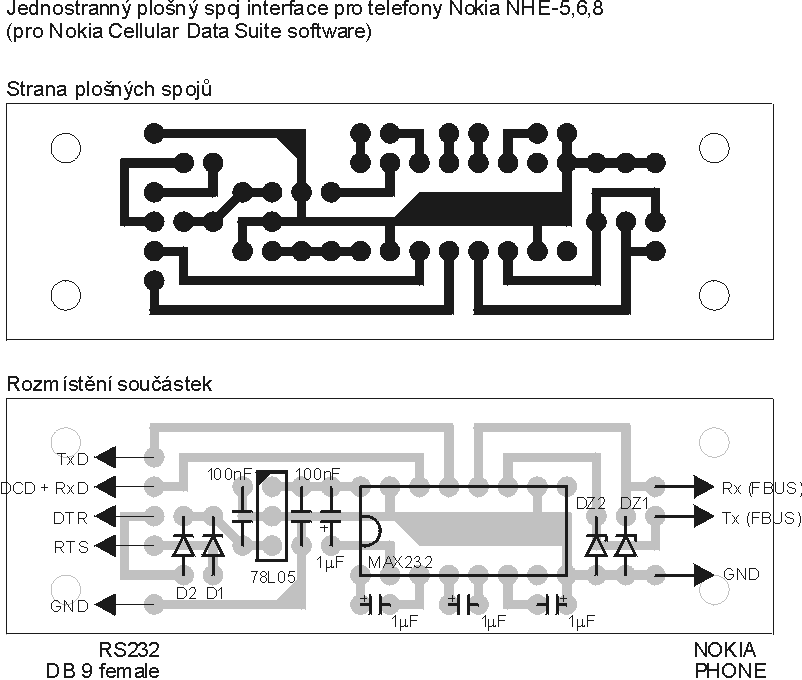 Jednostranný plošný spoj interface pro telefony Nokia NHE-5,6,8
(pro Nokia Cellular Data Suite software)
Strana plošných spojů
Rozmístění součástek
TxD
DCD + RxD
DTR
RTS
GND
100nF
100nF
1µF
78L05
D2
D1
MAX232
+
+
+
+
1µF
1µF
1µF
DZ2
DZ1
Rx (FBUS)
Tx (FBUS)
GND
RS232
DB 9 female
NOKIA
PHONE